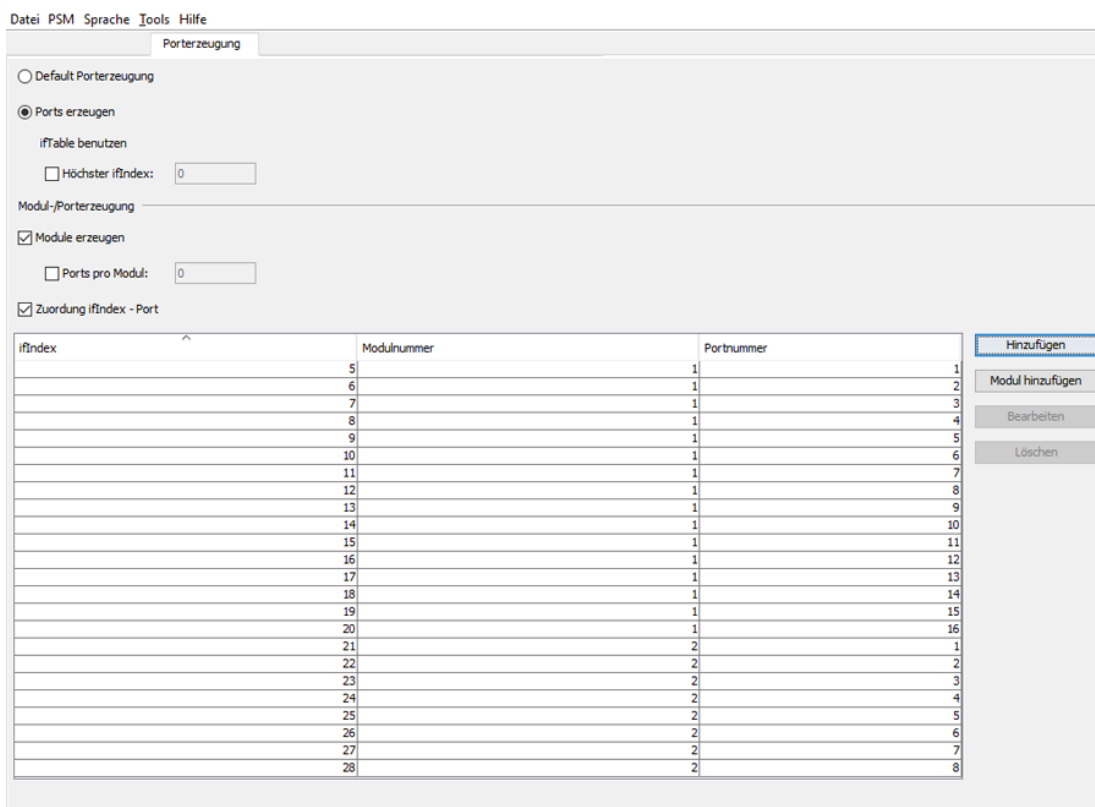 Datei PSM Sprache Tools Hilfe
Porterzeugung
Default Porterzeugung
Ports erzeugen
ifTable benutzen
Höchster ifIndex: 0
Modul-/Porterzeugung
Module erzeugen
Ports pro Modul: 0
Zuordung ifIndex - Port
ifIndex Modulnummer Portnummer
5 1 1
6 1 2
7 1 3
8 1 4
9 1 5
10 1 6
11 1 7
12 1 8
13 1 9
14 1 10
15 1 11
16 1 12
17 1 13
18 1 14
19 1 15
20 1 16
21 2 1
22 2 2
23 2 3
24 2 4
25 2 5
26 2 6
27 2 7
28 2 8
Hinzufügen
Modul hinzufügen
Bearbeiten
Löschen